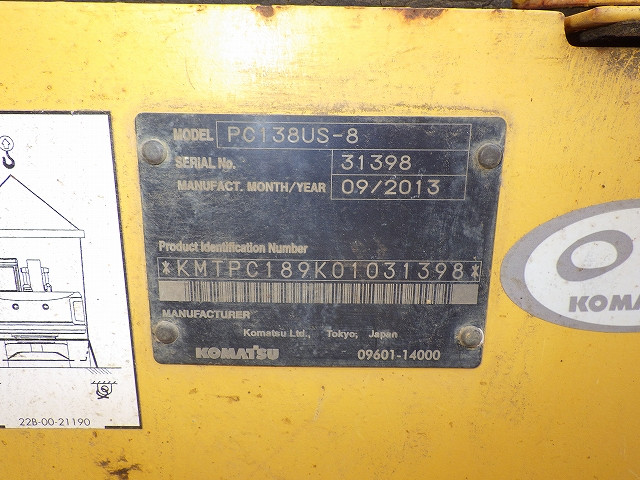 MODEL PC138US-8
SERIAL No. 31398
MANUFACT. MONTH/YEAR 09/2013
Product Identification Number
*KMTPC189K01031398*
MANUFACTURER
Komatsu Ltd., Tokyo, Japan
KOMATSU 09601-14000
22B-00-21190